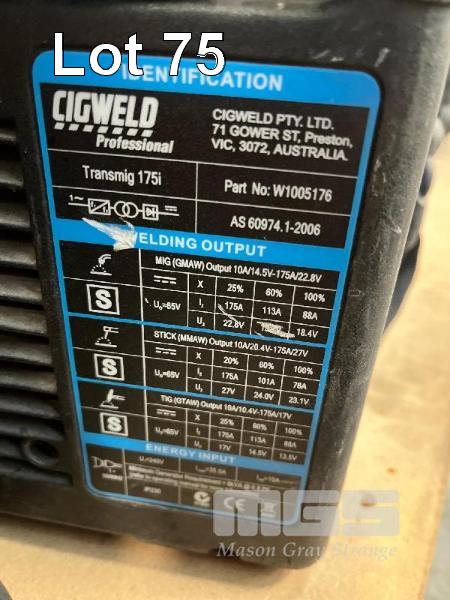 Lot 75
IDENTIFICATION
CIGWELD
Professional
CIGWELD PTY. LTD.
71 GOWER ST, Preston,
VIC, 3072, AUSTRALIA.
Transmig 175i
Part No: W1005176
1~
AS 60974.1-2006
WELDING OUTPUT
MIG (GMAW) Output 10A/14.5V-175A/22.8V
X 25% 60% 100%
S U₀=65V I₂ 175A 113A 88A
U₂ 22.8V 18.4V
STICK (MMAW) Output 10A/20.4V-175A/27V
X 20% 60% 100%
S U₀=65V I₂ 175A 101A 78A
U₂ 27V 24.0V 23.1V
TIG (GTAW) Output 10A/10.4V-175A/17V
X 25% 60% 100%
S U₀=65V I₂ 175A 113A 88A
U₂ 17V 14.5V 13.5V
ENERGY INPUT
U₁=240V
IP23S
CE
MGS
Mason Gray Strange